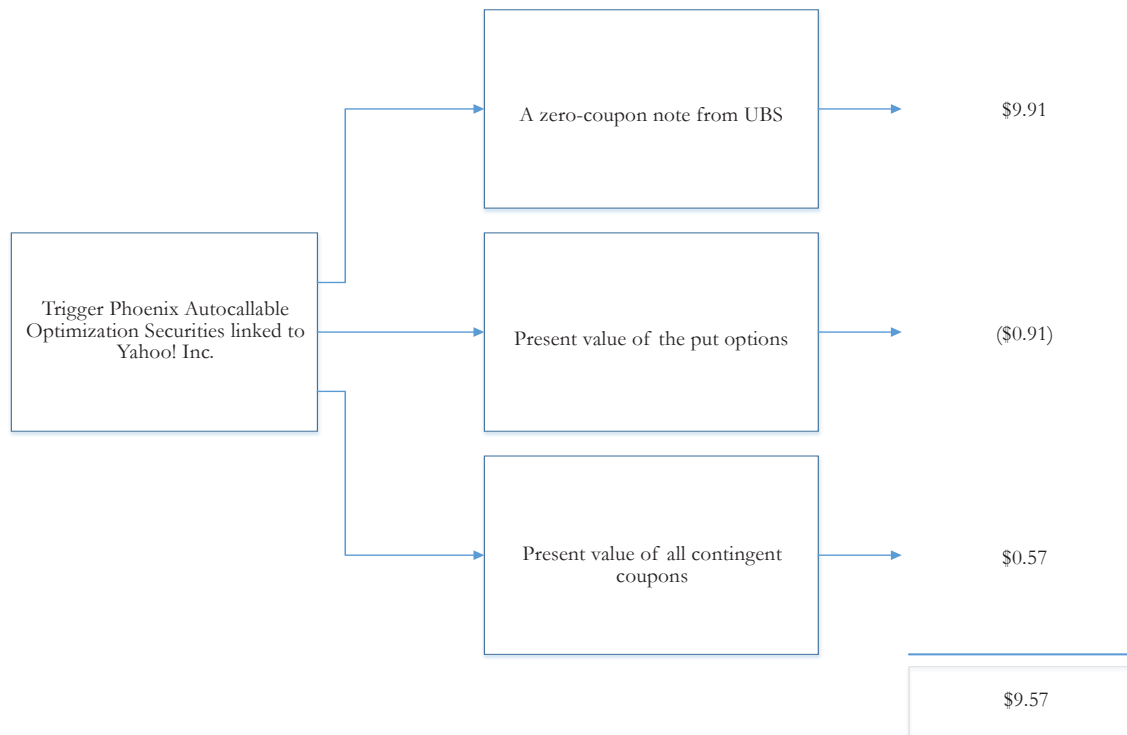 A zero-coupon note from UBS
$9.91
Trigger Phoenix Autocallable
Optimization Securities linked to
Yahoo! Inc.
Present value of the put options
($0.91)
Present value of all contingent
coupons
$0.57
$9.57